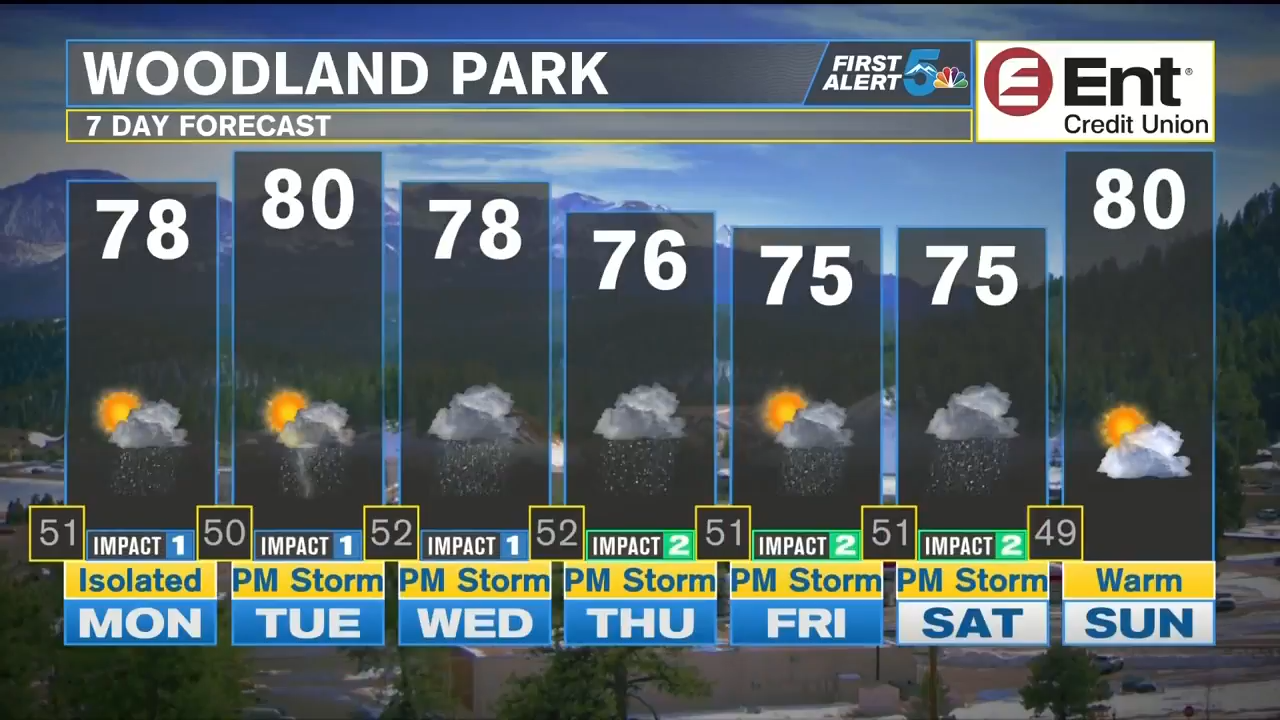 WOODLAND PARK
FIRST
ALERT 5
Ent
Credit Union
7 DAY FORECAST
78 80 78 76 75 75 80
51 50 52 52 51 51 49
IMPACT 1 IMPACT 1 IMPACT 1 IMPACT 2 IMPACT 2 IMPACT 2
Isolated PM Storm PM Storm PM Storm PM Storm PM Storm Warm
MON TUE WED THU FRI SAT SUN